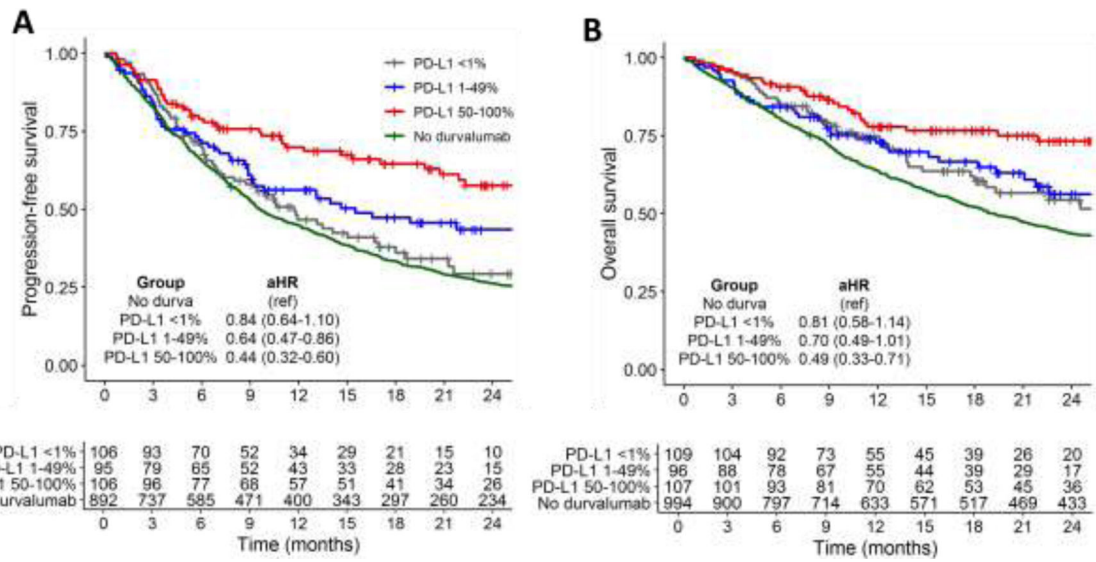 A
Progression-free survival
1.00
0.75
0.50
0.25
0.00
PD-L1 <1%
PD-L1 1-49%
PD-L1 50-100%
No durvalumab
Group aHR
No durva (ref)
PD-L1 <1% 0.84 (0.64-1.10)
PD-L1 1-49% 0.64 (0.47-0.86)
PD-L1 50-100% 0.44 (0.32-0.60)
0 3 6 9 12 15 18 21 24
PD-L1 <1% 106 93 70 52 34 29 21 15 10
-L1 1-49% 95 79 65 52 43 33 28 23 15
1 50-100% 106 96 77 68 57 51 41 34 26
urvalumab 892 737 585 471 400 343 297 260 234
0 3 6 9 12 15 18 21 24
Time (months)
B
Overall survival
1.00
0.75
0.50
0.25
0.00
Group aHR
No durva (ref)
PD-L1 <1% 0.81 (0.58-1.14)
PD-L1 1-49% 0.70 (0.49-1.01)
PD-L1 50-100% 0.49 (0.33-0.71)
0 3 6 9 12 15 18 21 24
PD-L1 <1% 109 104 92 73 55 45 39 26 20
PD-L1 1-49% 96 88 78 67 55 44 39 29 17
PD-L1 50-100% 107 101 93 81 70 62 53 45 36
No durvalumab 994 900 797 714 633 571 517 469 433
0 3 6 9 12 15 18 21 24
Time (months)